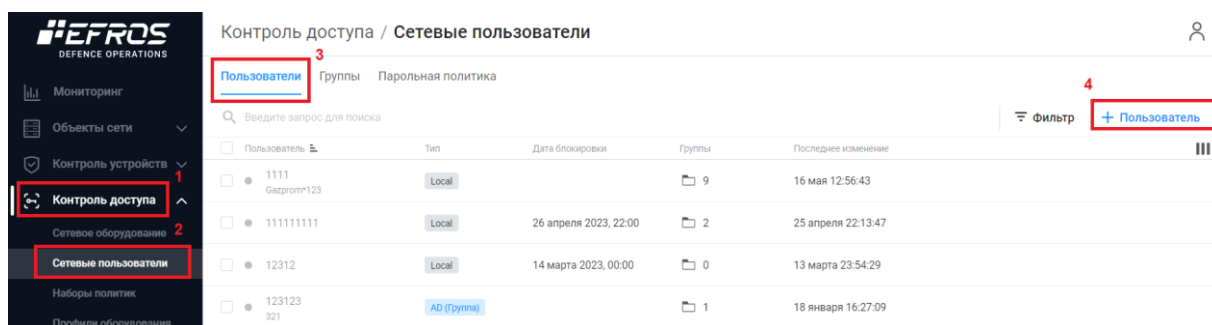 EFROS
DEFENCE OPERATIONS
Мониторинг
Объекты сети
Контроль устройств
1
Контроль доступа
Сетевое оборудование 2
Сетевые пользователи
Наборы политик
Профили оборудования
Контроль доступа / Сетевые пользователи
3
Пользователи Группы Парольная политика
4
Введите запрос для поиска Фильтр + Пользователь
Пользователь Тип Дата блокировки Группы Последнее изменение
1111 Local 9 16 мая 12:56:43
Gazprom*123
111111111 Local 26 апреля 2023, 22:00 2 25 апреля 22:13:47
12312 Local 14 марта 2023, 00:00 0 13 марта 23:54:29
123123 AD (Группа) 1 18 января 16:27:09
321